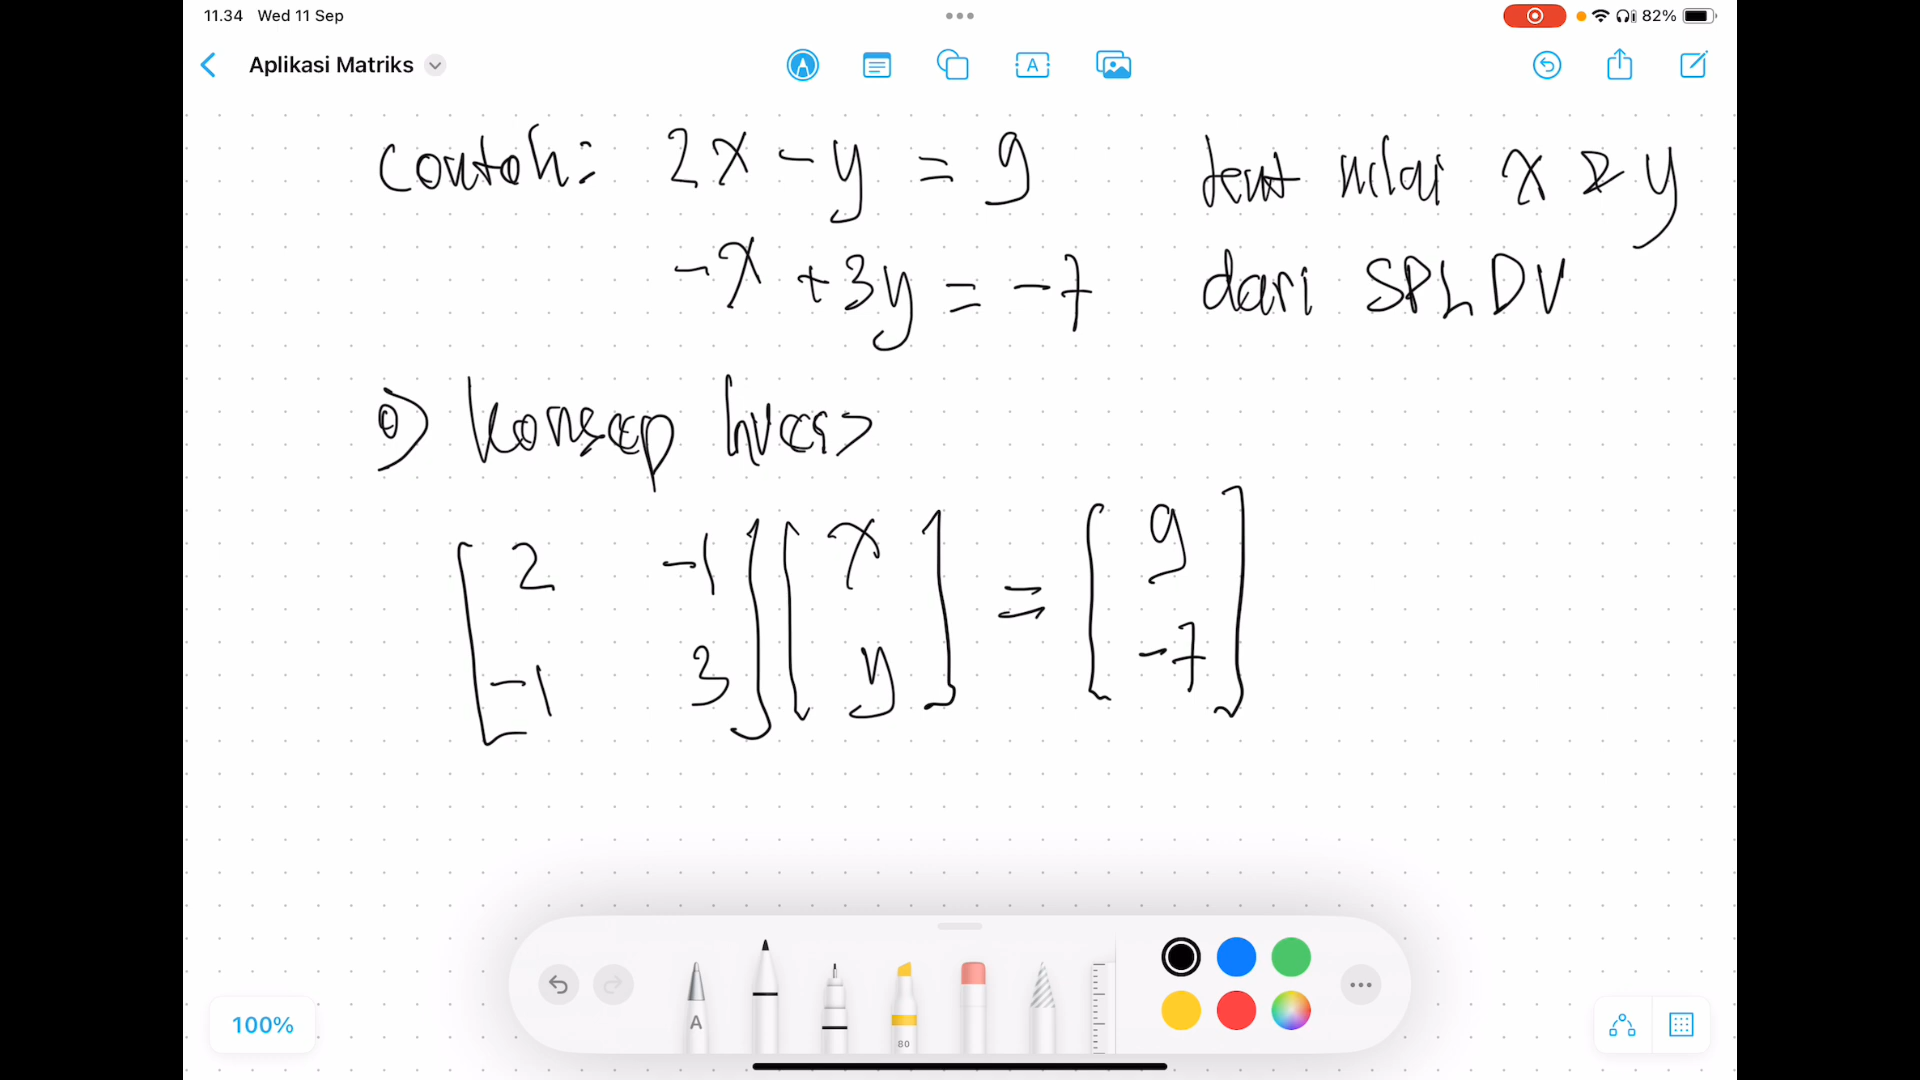 11.34 Wed 11 Sep
82%
Aplikasi Matriks
A
contoh: 2x - y = 9 tent nilai x & y
-x + 3y = -7 dari SPLDV
konsep invers
[2 -1] [x] = [9]
[-1 3] [y] [-7]
A
80
100%